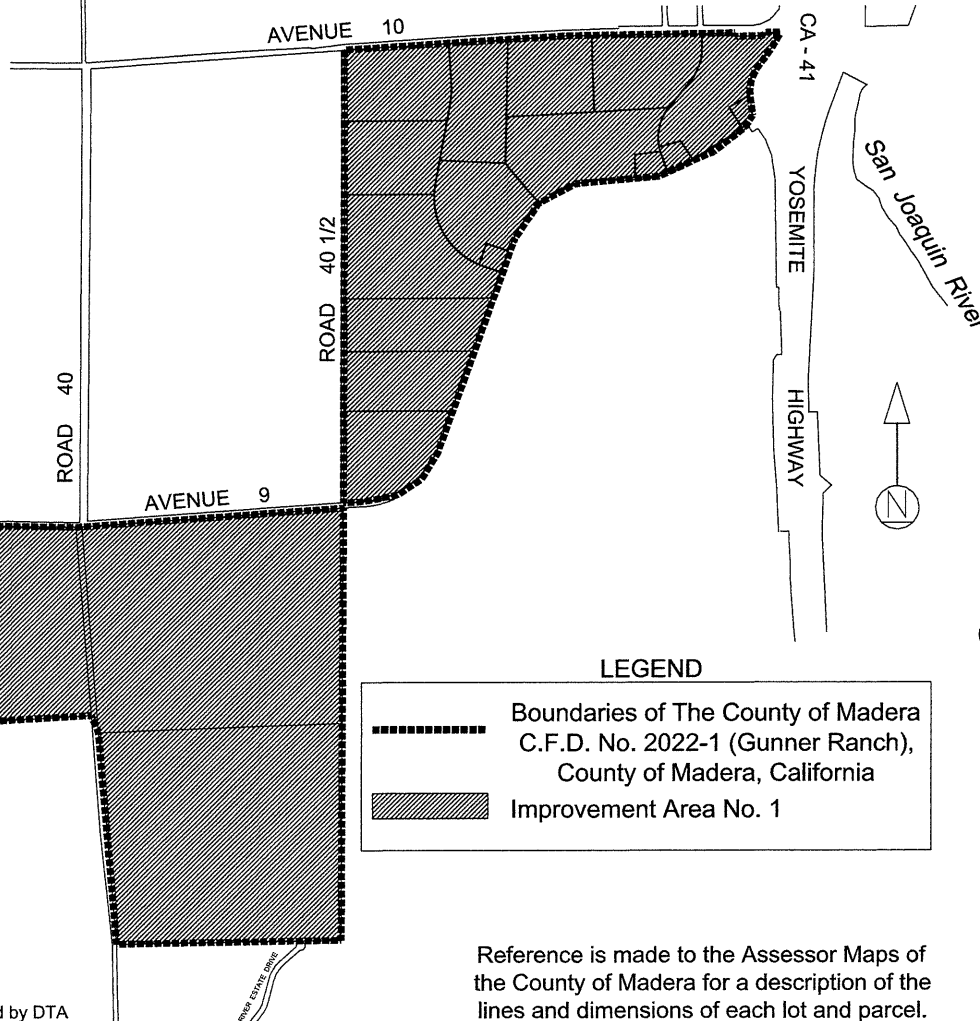 AVENUE 10
CA - 41
San Joaquin River
YOSEMITE
HIGHWAY
ROAD 40 1/2
ROAD 40
AVENUE 9
N
LEGEND
Boundaries of The County of Madera
C.F.D. No. 2022-1 (Gunner Ranch),
County of Madera, California
Improvement Area No. 1
RIVER ESTATE DRIVE
Reference is made to the Assessor Maps of
the County of Madera for a description of the
lines and dimensions of each lot and parcel.
d by DTA